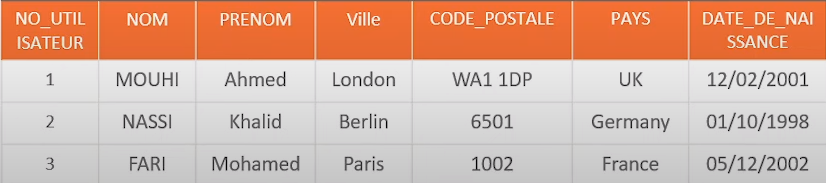 NO_UTIL
ISATEUR NOM PRENOM Ville CODE_POSTALE PAYS DATE_DE_NAI
SSANCE
1 MOUHI Ahmed London WA1 1DP UK 12/02/2001
2 NASSI Khalid Berlin 6501 Germany 01/10/1998
3 FARI Mohamed Paris 1002 France 05/12/2002